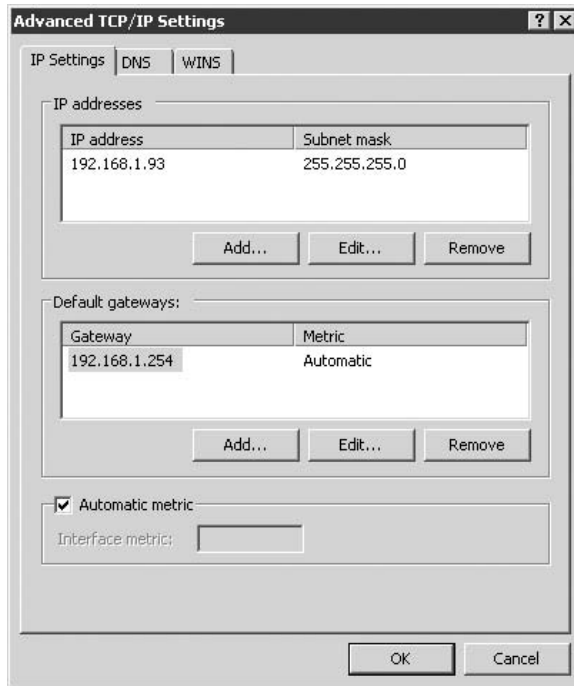 Advanced TCP/IP Settings ? X
IP Settings DNS WINS
IP addresses
IP address Subnet mask
192.168.1.93 255.255.255.0
Add... Edit... Remove
Default gateways:
Gateway Metric
192.168.1.254 Automatic
Add... Edit... Remove
Automatic metric
Interface metric:
OK Cancel